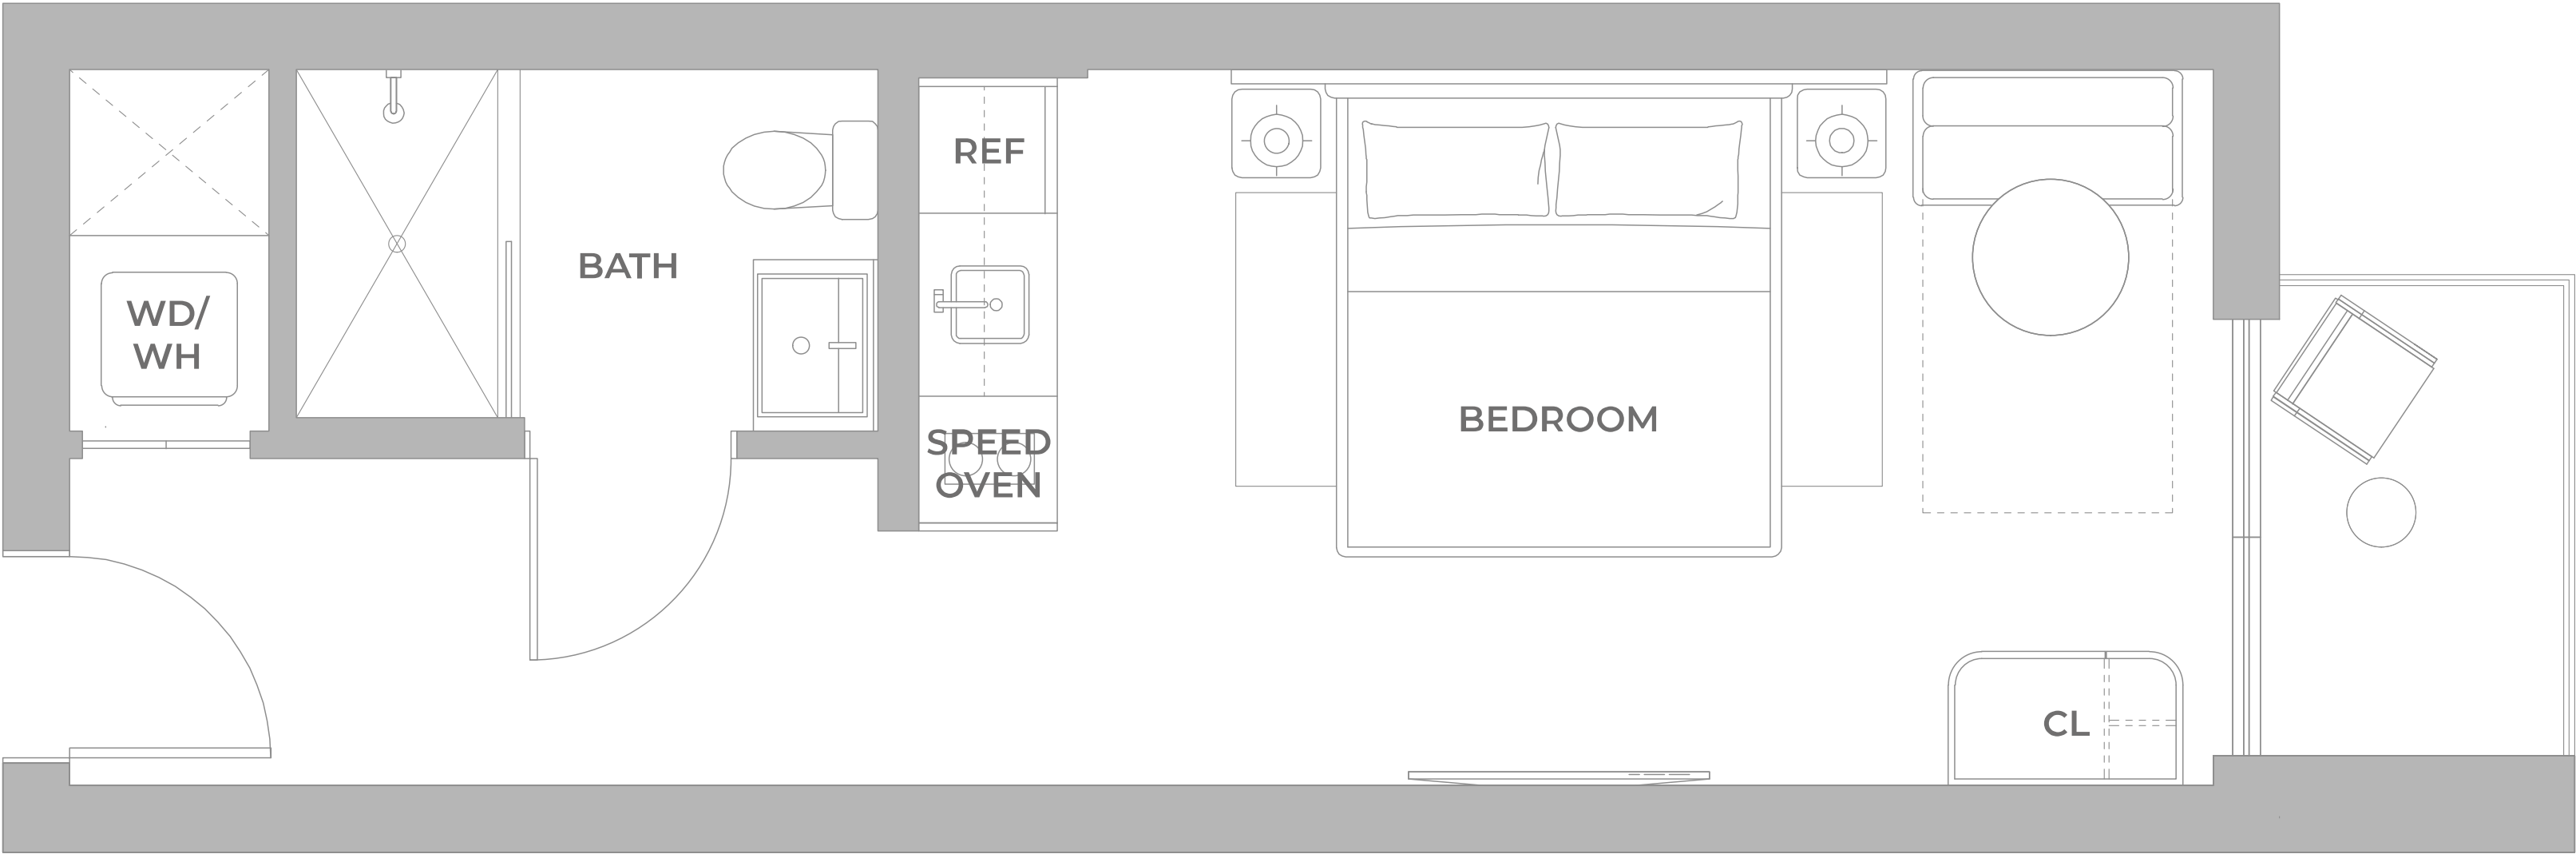 WD/
WH
BATH
REF
SPEED
OVEN
BEDROOM
CL